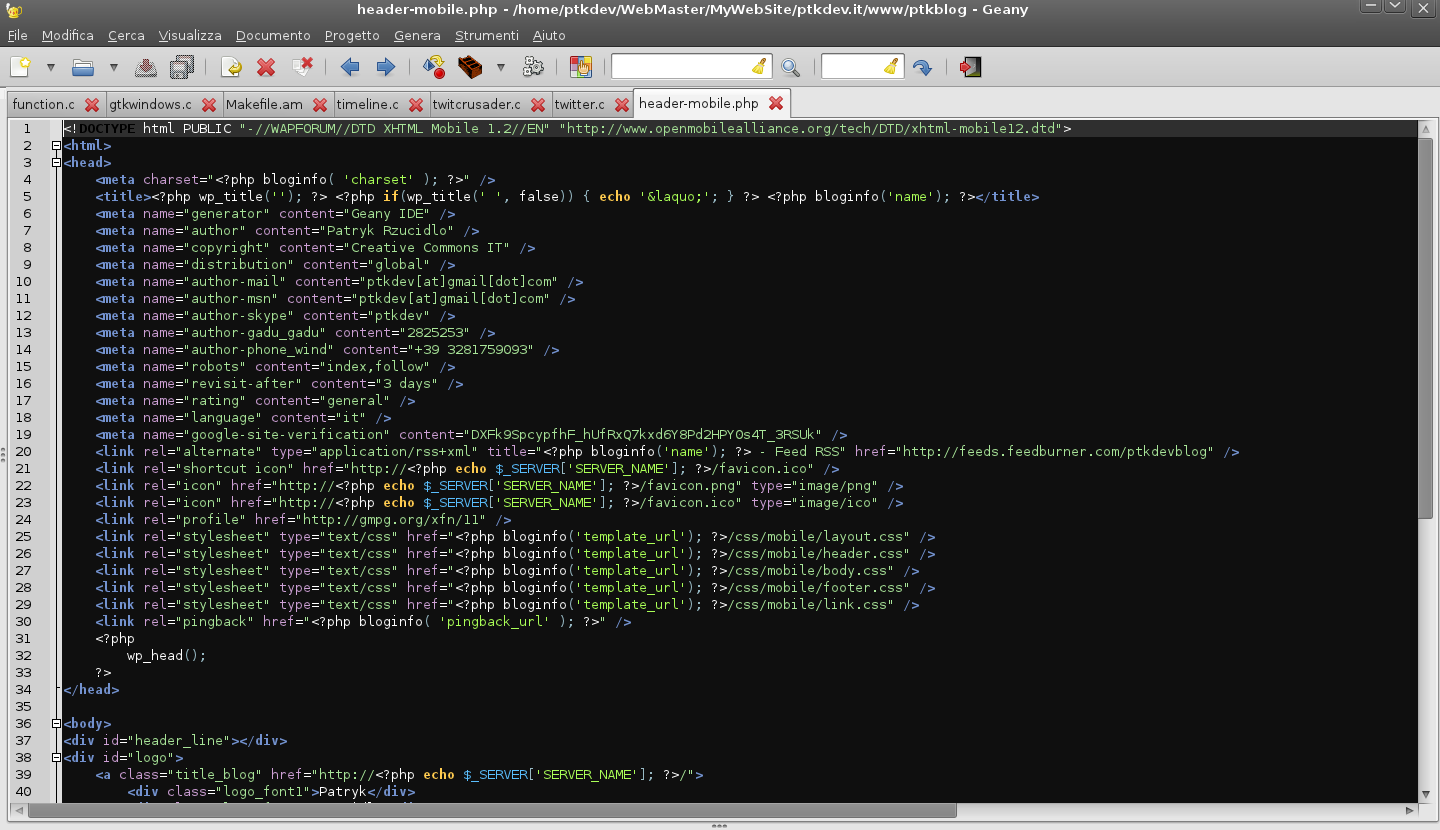 header-mobile.php - /home/ptkdev/WebMaster/MyWebSite/ptkdev.it/www/ptkblog - Geany
File Modifica Cerca Visualizza Documento Progetto Genera Strumenti Aiuto
function.c gtkwindows.c Makefile.am timeline.c twitcrusader.c twitter.c header-mobile.php
1 <!DOCTYPE html PUBLIC "-//WAPFORUM//DTD XHTML Mobile 1.2//EN" "http://www.openmobilealliance.org/tech/DTD/xhtml-mobile12.dtd">
2 <html>
3 <head>
4 <meta charset="<?php bloginfo( 'charset' ); ?>" />
5 <title><?php wp_title(''); ?> <?php if(wp_title(' ', false)) { echo '&laquo;'; } ?> <?php bloginfo('name'); ?></title>
6 <meta name="generator" content="Geany IDE" />
7 <meta name="author" content="Patryk Rzucidlo" />
8 <meta name="copyright" content="Creative Commons IT" />
9 <meta name="distribution" content="global" />
10 <meta name="author-mail" content="ptkdev[at]gmail[dot]com" />
11 <meta name="author-msn" content="ptkdev[at]gmail[dot]com" />
12 <meta name="author-skype" content="ptkdev" />
13 <meta name="author-gadu_gadu" content="2825253" />
14 <meta name="author-phone_wind" content="+39 3281759093" />
15 <meta name="robots" content="index,follow" />
16 <meta name="revisit-after" content="3 days" />
17 <meta name="rating" content="general" />
18 <meta name="language" content="it" />
19 <meta name="google-site-verification" content="DXFk9SpcypfhF_hUfRxQ7kxd6Y8Pd2HPY0s4T_3RSUk" />
20 <link rel="alternate" type="application/rss+xml" title="<?php bloginfo('name'); ?> - Feed RSS" href="http://feeds.feedburner.com/ptkdevblog" />
21 <link rel="shortcut icon" href="http://<?php echo $_SERVER['SERVER_NAME']; ?>/favicon.ico" />
22 <link rel="icon" href="http://<?php echo $_SERVER['SERVER_NAME']; ?>/favicon.png" type="image/png" />
23 <link rel="icon" href="http://<?php echo $_SERVER['SERVER_NAME']; ?>/favicon.ico" type="image/ico" />
24 <link rel="profile" href="http://gmpg.org/xfn/11" />
25 <link rel="stylesheet" type="text/css" href="<?php bloginfo('template_url'); ?>/css/mobile/layout.css" />
26 <link rel="stylesheet" type="text/css" href="<?php bloginfo('template_url'); ?>/css/mobile/header.css" />
27 <link rel="stylesheet" type="text/css" href="<?php bloginfo('template_url'); ?>/css/mobile/body.css" />
28 <link rel="stylesheet" type="text/css" href="<?php bloginfo('template_url'); ?>/css/mobile/footer.css" />
29 <link rel="stylesheet" type="text/css" href="<?php bloginfo('template_url'); ?>/css/mobile/link.css" />
30 <link rel="pingback" href="<?php bloginfo( 'pingback_url' ); ?>" />
31 <?php
32 wp_head();
33 ?>
34 </head>
35
36 <body>
37 <div id="header_line"></div>
38 <div id="logo">
39 <a class="title_blog" href="http://<?php echo $_SERVER['SERVER_NAME']; ?>/">
40 <div class="logo_font1">Patryk</div>